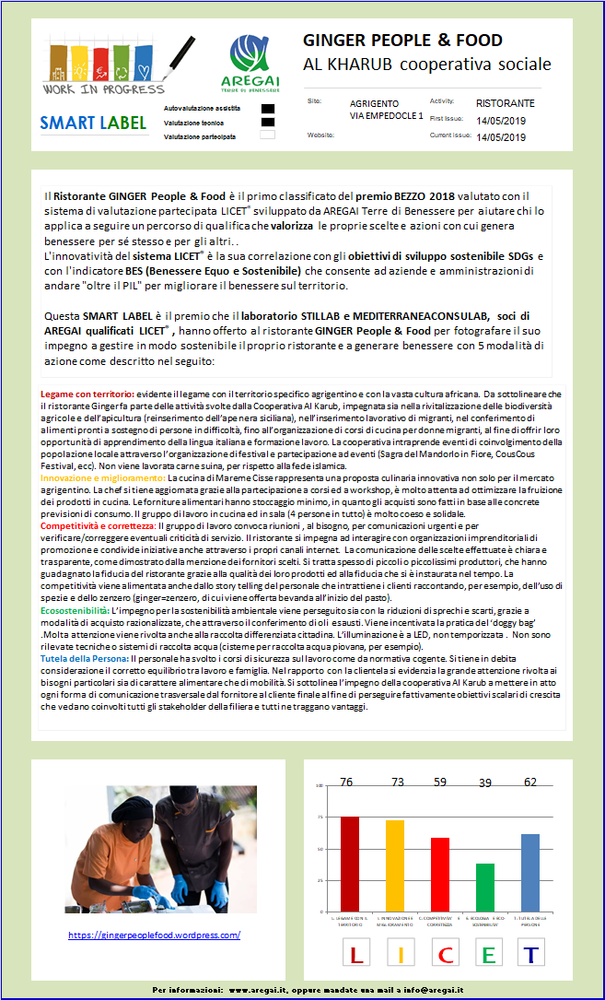 WORK IN PROGRESS
SMART LABEL
AREGAI
TERRE DI BENESSERE
Autovalutazione assistita
Valutazione tecnica
Valutazione partecipata
GINGER PEOPLE & FOOD
AL KHARUB cooperativa sociale
Site: AGRIGENTO
VIA EMPEDOCLE 1
Website:
Activity: RISTORANTE
First Issue: 14/05/2019
Current issue: 14/05/2019
Il Ristorante GINGER People & Food è il primo classificato del premio BEZZO 2018 valutato con il
sistema di valutazione partecipata LICET® sviluppato da AREGAI Terre di Benessere per aiutare chi lo
applica a seguire un percorso di qualifica che valorizza le proprie scelte e azioni con cui genera
benessere per sé stesso e per gli altri. .
L'innovatività del sistema LICET® è la sua correlazione con gli obiettivi di sviluppo sostenibile SDGs e
con l'indicatore BES (Benessere Equo e Sostenibile) che consente ad aziende e amministrazioni di
andare "oltre il PIL" per migliorare il benessere sul territorio.
Questa SMART LABEL è il premio che il laboratorio STILLAB e MEDITERRANEACONSULAB, soci di
AREGAI qualificati LICET® , hanno offerto al ristorante GINGER People & Food per fotografare il suo
impegno a gestire in modo sostenibile il proprio ristorante e a generare benessere con 5 modalità di
azione come descritto nel seguito:
Legame con territorio: evidente il legame con il territorio specifico agrigentino e con la vasta cultura africana. Da sottolineare che
il ristorante Ginger fa parte delle attività svolte dalla Cooperativa Al Karub, impegnata sia nella rivitalizzazione delle biodiversità
agricole e dell'apicultura (reinserimento dell'ape nera siciliana), nell'inserimento lavorativo di migranti, nel conferimento di
alimenti pronti a sostegno di persone in difficoltà, fino all'organizzazione di corsi di cucina per donne migranti, al fine di offrir loro
opportunità di apprendimento della lingua italiana e formazione lavoro. La cooperativa intraprende eventi di coinvolgimento della
popolazione locale attraverso l'organizzazione di festival e partecipazione ad eventi (Sagra del Mandorlo in Fiore, CousCous
Festival, ecc). Non viene lavorata carne suina, per rispetto alla fede islamica.
Innovazione e miglioramento: La cucina di Mareme Cisse rappresenta una proposta culinaria innovativa non solo per il mercato
agrigentino. La chef si tiene aggiornata grazie alla partecipazione a corsi ed a workshop, è molto attenta ad ottimizzare la fruizione
dei prodotti in cucina. Le forniture alimentari hanno stoccaggio minimo, in quanto gli acquisti sono fatti in base alle concrete
previsioni di consumo. Il gruppo di lavoro in cucina ed in sala (4 persone in tutto) è molto coeso e solidale.
Competitività e correttezza: Il gruppo di lavoro convoca riunioni , al bisogno, per comunicazioni urgenti e per
verificare/correggere eventuali criticità di servizio. Il ristorante si impegna ad interagire con organizzazioni imprenditoriali di
promozione e condivide iniziative anche attraverso i propri canali internet. La comunicazione delle scelte effettuate è chiara e
trasparente, come dimostrato dalla menzione dei fornitori scelti. Si tratta spesso di piccoli o piccolissimi produttori, che hanno
guadagnato la fiducia del ristorante grazie alla qualità dei loro prodotti ed alla fiducia che si è instaurata nel tempo. La
competitività viene alimentata anche dallo story telling del personale che intrattiene i clienti raccontando, per esempio, dell'uso di
spezie e dello zenzero (ginger=zenzero, di cui viene offerta bevanda all'inizio del pasto).
Ecosostenibilità: L'impegno per la sostenibilità ambientale viene perseguito sia con la riduzioni di sprechi e scarti, grazie a
modalità di acquisto razionalizzate, che attraverso il conferimento di oli esausti. Viene incentivata la pratica del 'doggy bag'
.Molta attenzione viene rivolta anche alla raccolta differenziata cittadina. L'illuminazione è a LED, non temporizzata . Non sono
rilevate tecniche o sistemi di raccolta acqua (cisterne per raccolta acqua piovana, per esempio).
Tutela della Persona: Il personale ha svolto i corsi di sicurezza sul lavoro come da normativa cogente. Si tiene in debita
considerazione il corretto equilibrio tra lavoro e famiglia. Nel rapporto con la clientela si evidenzia la grande attenzione rivolta ai
bisogni particolari sia di carattere alimentare che di mobilità. Si sottolinea l'impegno della cooperativa Al Karub a mettere in atto
ogni forma di comunicazione trasversale dal fornitore al cliente finale al fine di perseguire fattivamente obiettivi scalari di crescita
che vedano coinvolti tutti gli stakeholder della filiera e tutti ne traggano vantaggi.
https://gingerpeoplefood.wordpress.com/
76 73 59 39 62
100
75
50
25
0
L. LEGAME CON IL TERRITORIO
I. INNOVAZIONE E MIGLIORAMENTO
C. COMPETITIVITA' E CORRETTEZZA
E. ECOLOGIA E ECO-SOSTENIBILITA'
T. TUTELA DELLE PERSONE
L I C E T
Per informazioni: www.aregai.it, oppure mandate una mail a info@aregai.it